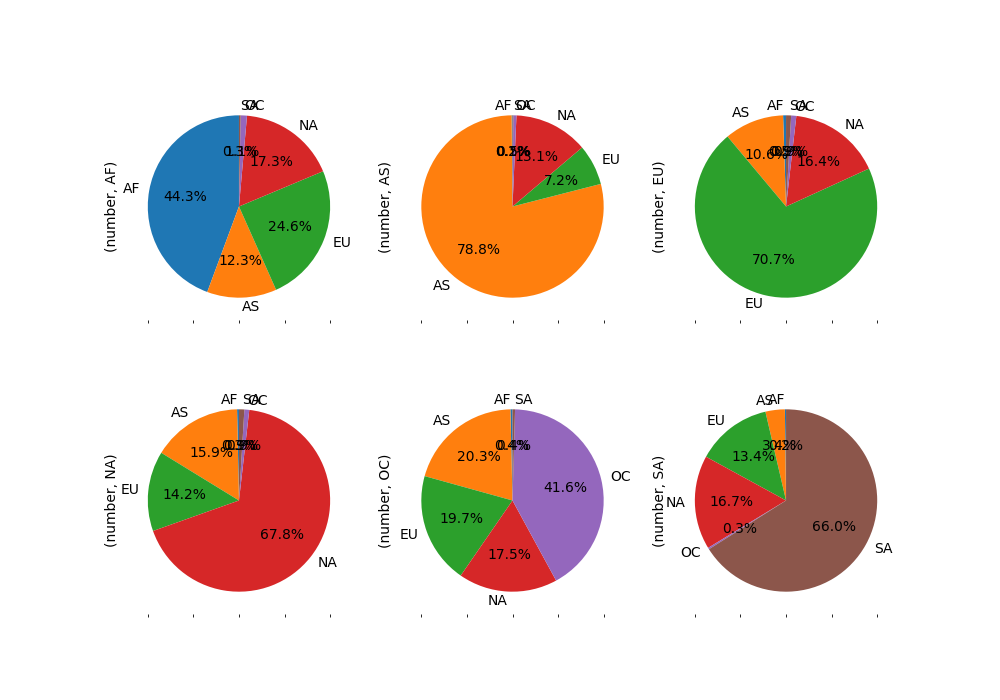 (number, AF)
AF
SA
OC
NA
EU
AS
44.3%
17.3%
24.6%
12.3%
(number, AS)
AF
SA
OC
NA
EU
AS
13.1%
7.2%
78.8%
(number, EU)
AS
AF
SA
OC
NA
EU
10.6%
16.4%
70.7%
(number, NA)
AS
AF
SA
OC
EU
NA
15.9%
14.2%
67.8%
(number, OC)
AS
AF
SA
OC
EU
NA
20.3%
41.6%
19.7%
17.5%
(number, SA)
EU
AS
AF
NA
OC
SA
13.4%
16.7%
0.3%
66.0%